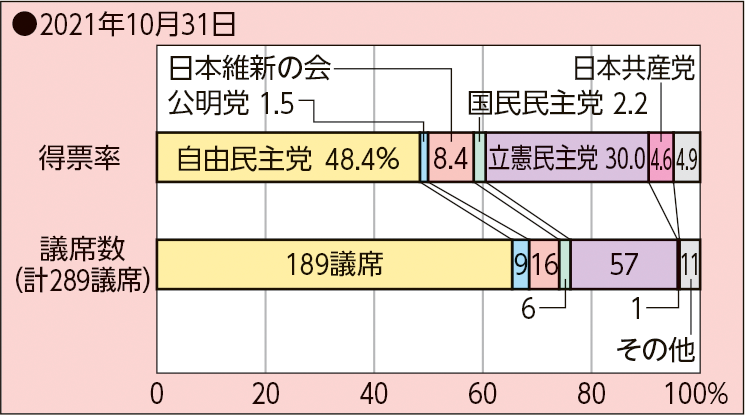 ●2021年10月31日
日本維新の会
日本共産党
公明党 1.5
国民民主党 2.2
得票率
自由民主党 48.4%
8.4
立憲民主党 30.0
4.6
4.9
議席数
(計289議席)
189議席
9
16
57
11
6
1
その他
0 20 40 60 80 100%